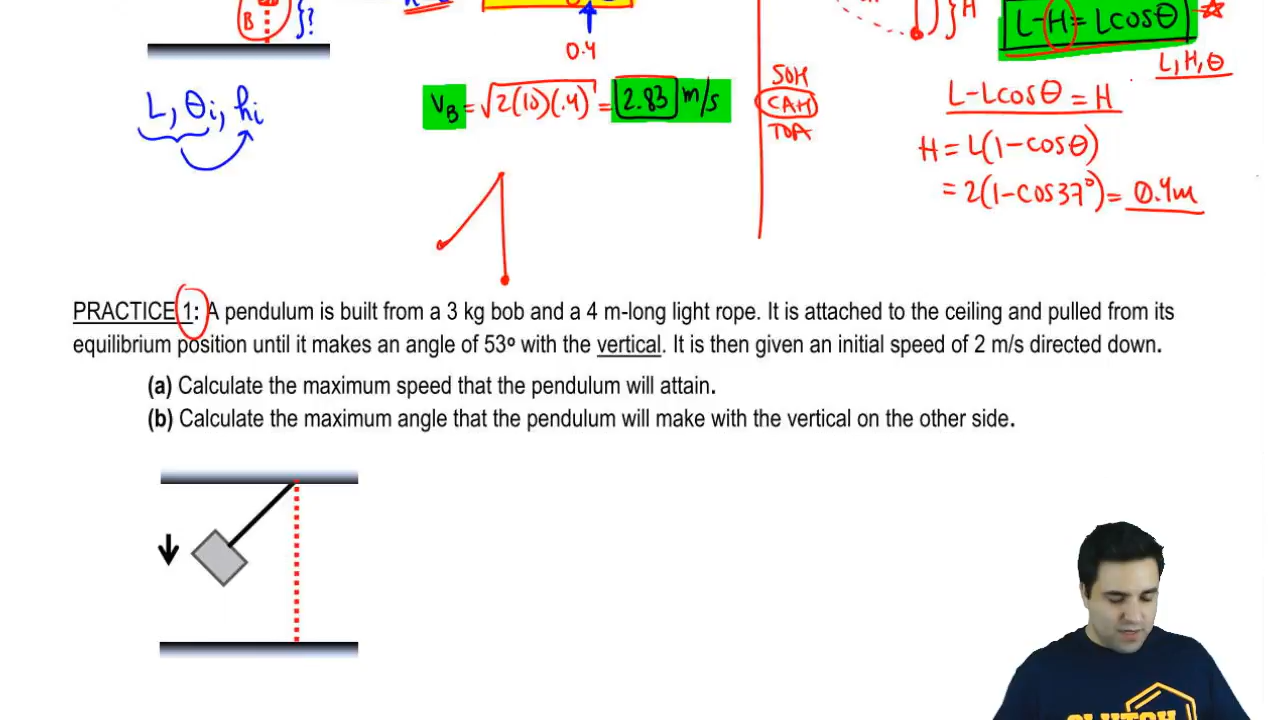 B }?
0.4
L-H = Lcosθ
L, H, θ
L, θi, hi
VB = √2(10)(.4) = 2.83 m/s
SOH
CAH
TOA
L-Lcosθ = H
H = L(1-cosθ)
= 2(1-cos37°) = 0.4m
PRACTICE 1: A pendulum is built from a 3 kg bob and a 4 m-long light rope. It is attached to the ceiling and pulled from its
equilibrium position until it makes an angle of 53º with the vertical. It is then given an initial speed of 2 m/s directed down.
(a) Calculate the maximum speed that the pendulum will attain.
(b) Calculate the maximum angle that the pendulum will make with the vertical on the other side.